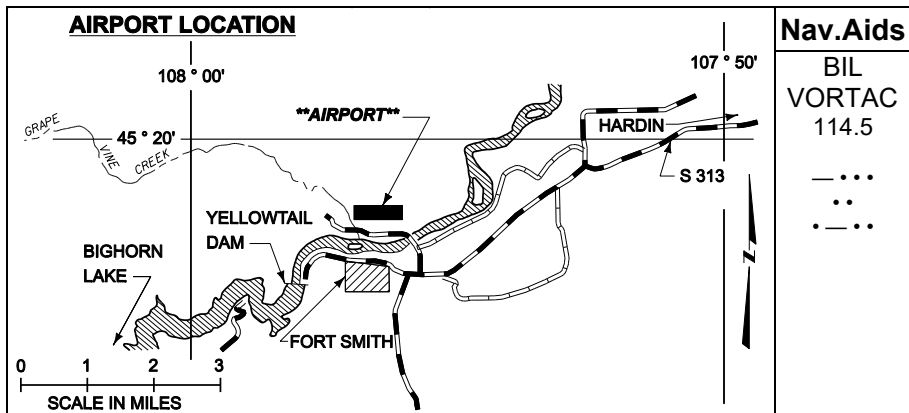 AIRPORT LOCATION
Nav.Aids
108 ° 00'
107 ° 50'
BIL
VORTAC
114.5
**AIRPORT**
HARDIN
GRAPE
VINE
CREEK
45 ° 20'
S 313
— • • •
• •
• — • •
YELLOWTAIL
DAM
BIGHORN
LAKE
N
FORT SMITH
0 1 2 3
SCALE IN MILES